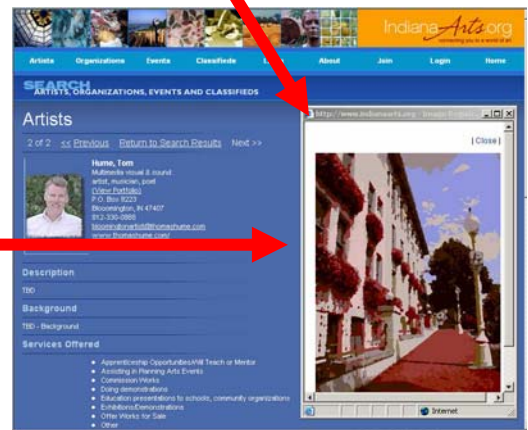 IndianaArts.org
connecting you to a world of art
Artists Organizations Events Classifieds About Join Login Home
SEARCH
ARTISTS, ORGANIZATIONS, EVENTS AND CLASSIFIEDS
Artists
2 of 2 << Previous Return to Search Results Next >>
Hume, Tom
Multimedia visual & sound
artist, musician, poet
(View Portfolio)
P.O. Box 8223
Bloomington, IN 47407
812-330-0865
bloomingtonartist@thomashume.com
www.thomashume.com/
Description
TBD
Background
TBD - Background
Services Offered
• Apprenticeship Opportunities/Will Teach or Mentor
• Assisting in Planning Arts Events
• Commission Works
• Doing demonstrations
• Education presentations to schools, community organizations
• Exhibitions/Demonstrations
• Offer Works for Sale
• Other
http://www.indianaarts.org - Image
| Close |
Internet